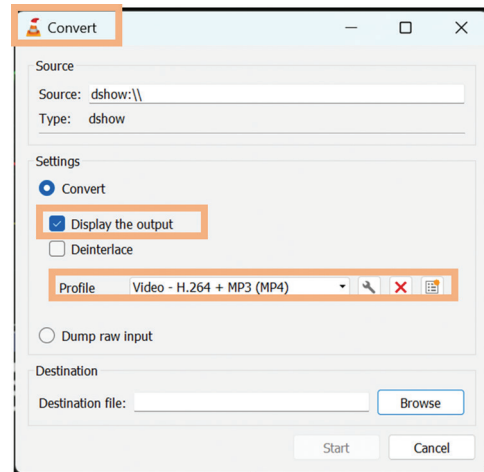 Convert
Source
Source: dshow:\\
Type: dshow
Settings
Convert
Display the output
Deinterlace
Profile Video - H.264 + MP3 (MP4)
Dump raw input
Destination
Destination file: Browse
Start Cancel